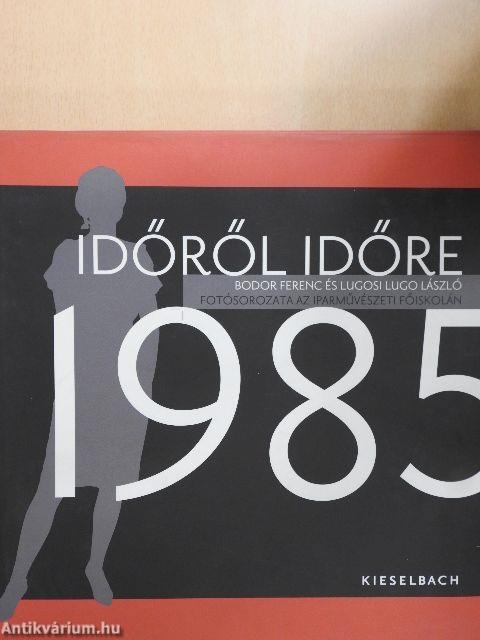 IDŐRŐL IDŐRE
BODOR FERENC ÉS LUGOSI LUGO LÁSZLÓ
FOTÓSOROZATA AZ IPARMŰVÉSZETI FŐISKOLÁN
1985
KIESELBACH
Antikvárium.hu